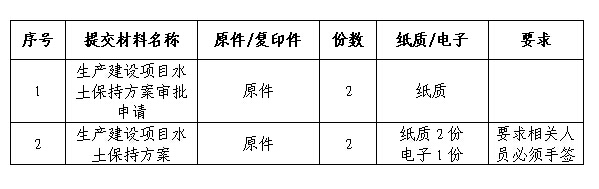 序号 提交材料名称 原件/复印件 份数 纸质/电子 要求
1 生产建设项目水土保持方案审批申请 原件 2 纸质
2 生产建设项目水土保持方案 原件 2 纸质2份 电子1份 要求相关人员必须手签